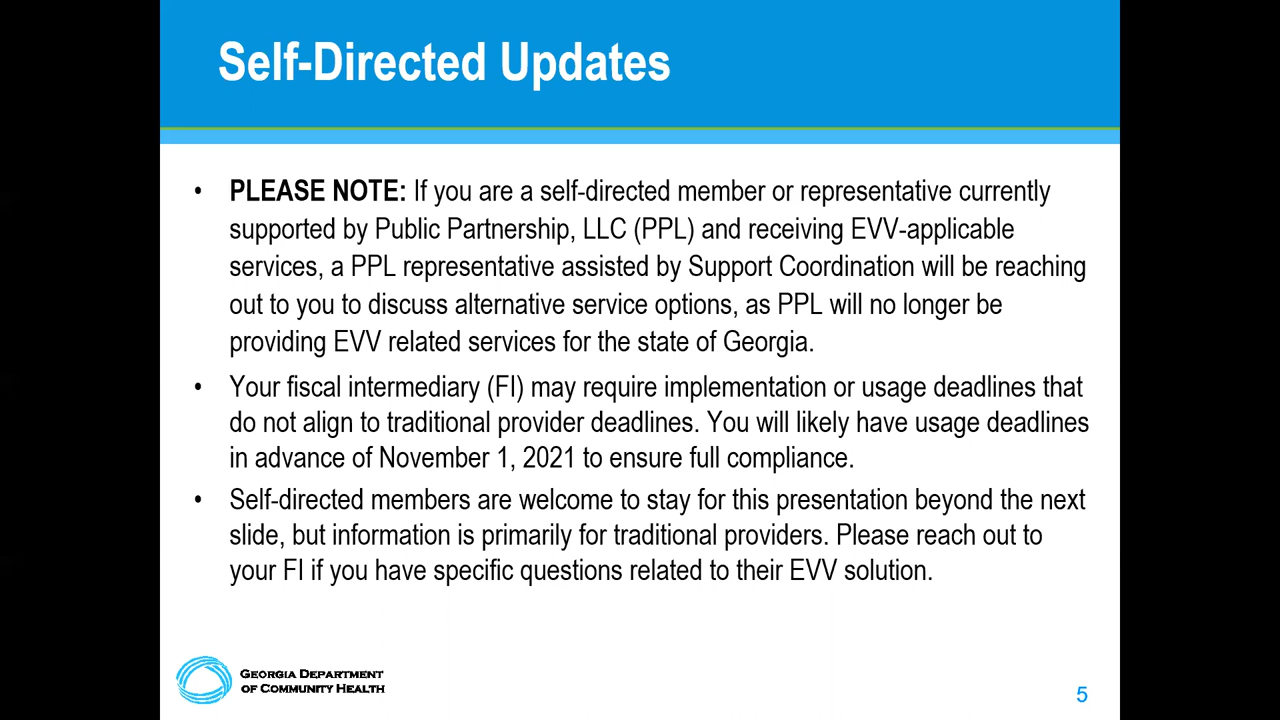 Self-Directed Updates
• PLEASE NOTE: If you are a self-directed member or representative currently
supported by Public Partnership, LLC (PPL) and receiving EVV-applicable
services, a PPL representative assisted by Support Coordination will be reaching
out to you to discuss alternative service options, as PPL will no longer be
providing EVV related services for the state of Georgia.
• Your fiscal intermediary (FI) may require implementation or usage deadlines that
do not align to traditional provider deadlines. You will likely have usage deadlines
in advance of November 1, 2021 to ensure full compliance.
• Self-directed members are welcome to stay for this presentation beyond the next
slide, but information is primarily for traditional providers. Please reach out to
your FI if you have specific questions related to their EVV solution.
GEORGIA DEPARTMENT
OF COMMUNITY HEALTH
5